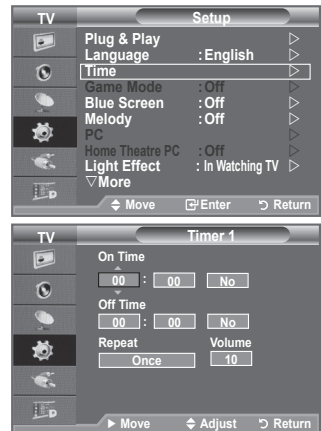 TV Setup
Plug & Play
Language : English
Time
Game Mode : Off
Blue Screen : Off
Melody : Off
PC
Home Theatre PC : Off
Light Effect : In Watching TV
▽More
Move Enter Return
TV Timer 1
On Time
00 : 00 No
Off Time
00 : 00 No
Repeat Volume
Once 10
Move Adjust Return